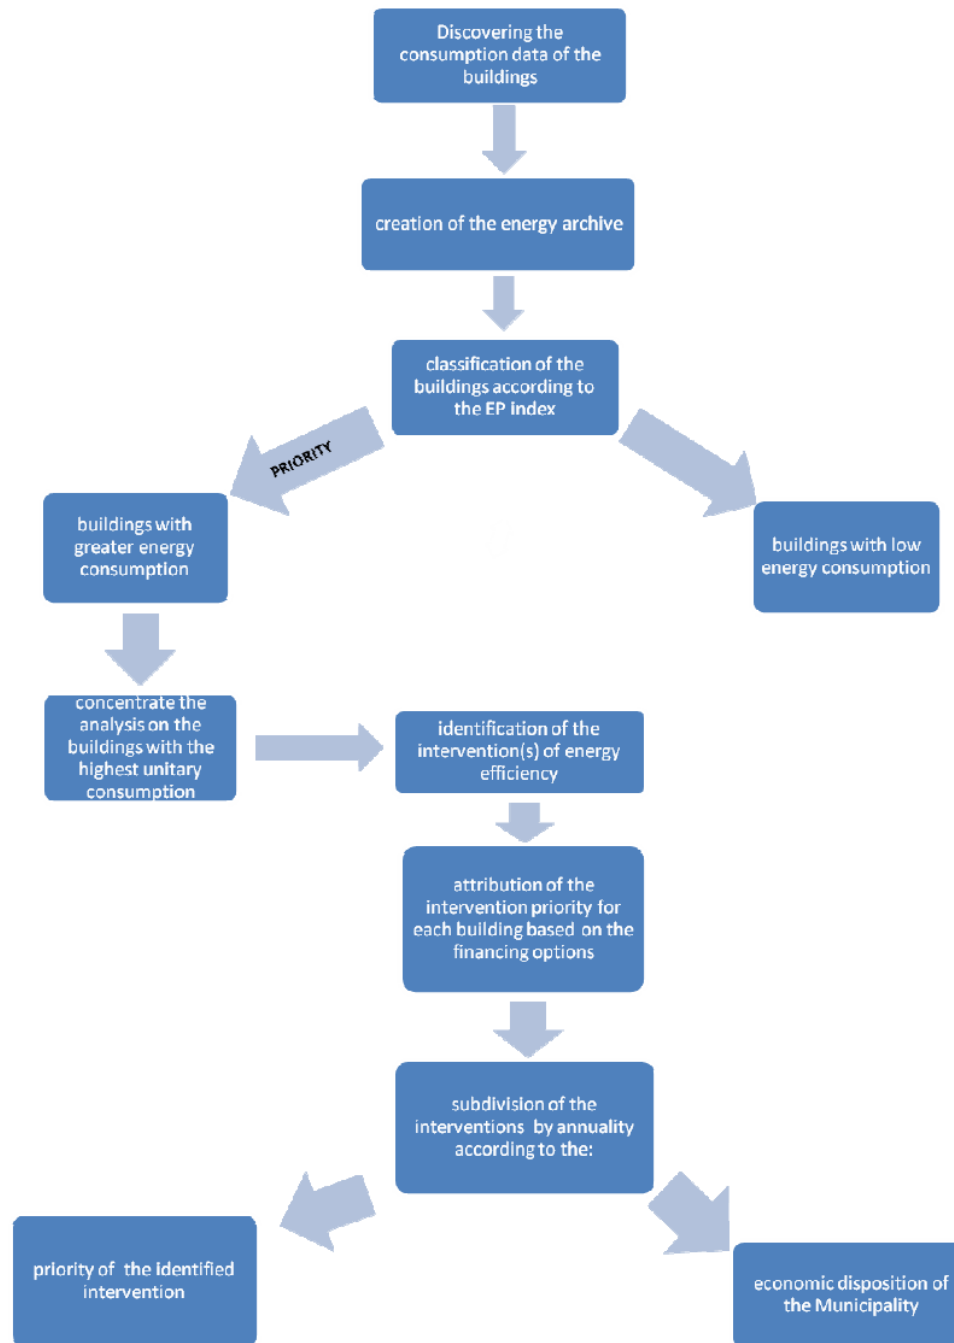 Discovering the
consumption data of the
buildings
creation of the energy archive
classification of the
buildings according to
the EP index
PRIORITY
buildings with
greater energy
consumption
buildings with low
energy consumption
concentrate the
analysis on the
buildings with the
highest unitary
consumption
identification of the
intervention(s) of energy
efficiency
attribution of the
intervention priority for
each building based on the
financing options
subdivision of the
interventions by annuality
according to the:
priority of the identified
intervention
economic disposition of
the Municipality